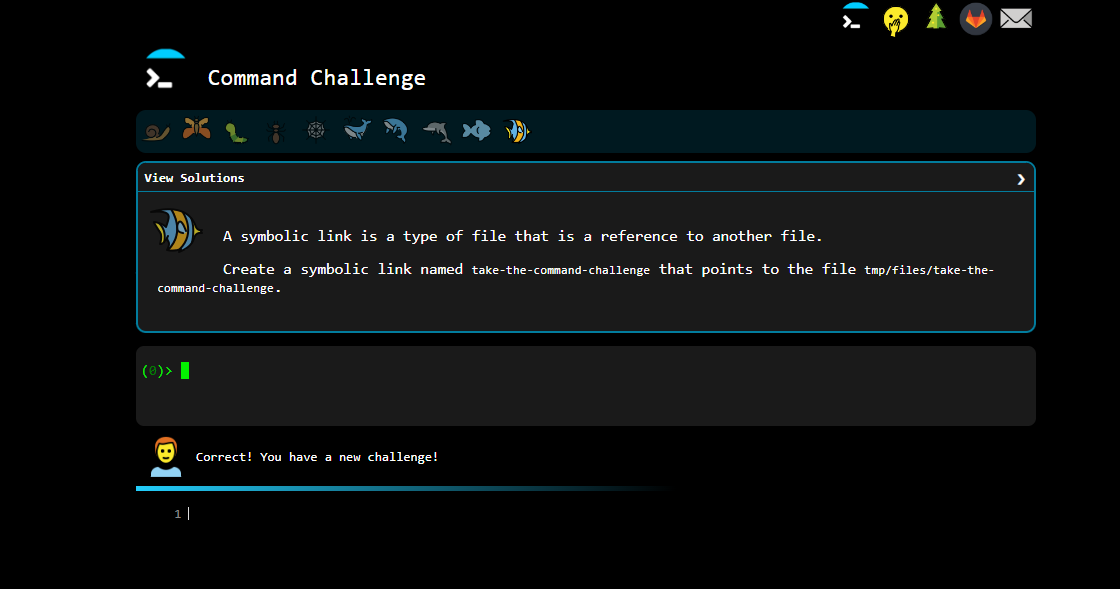 Command Challenge
View Solutions
A symbolic link is a type of file that is a reference to another file.
Create a symbolic link named take-the-command-challenge that points to the file tmp/files/take-the-
command-challenge.
(0)>
Correct! You have a new challenge!
1